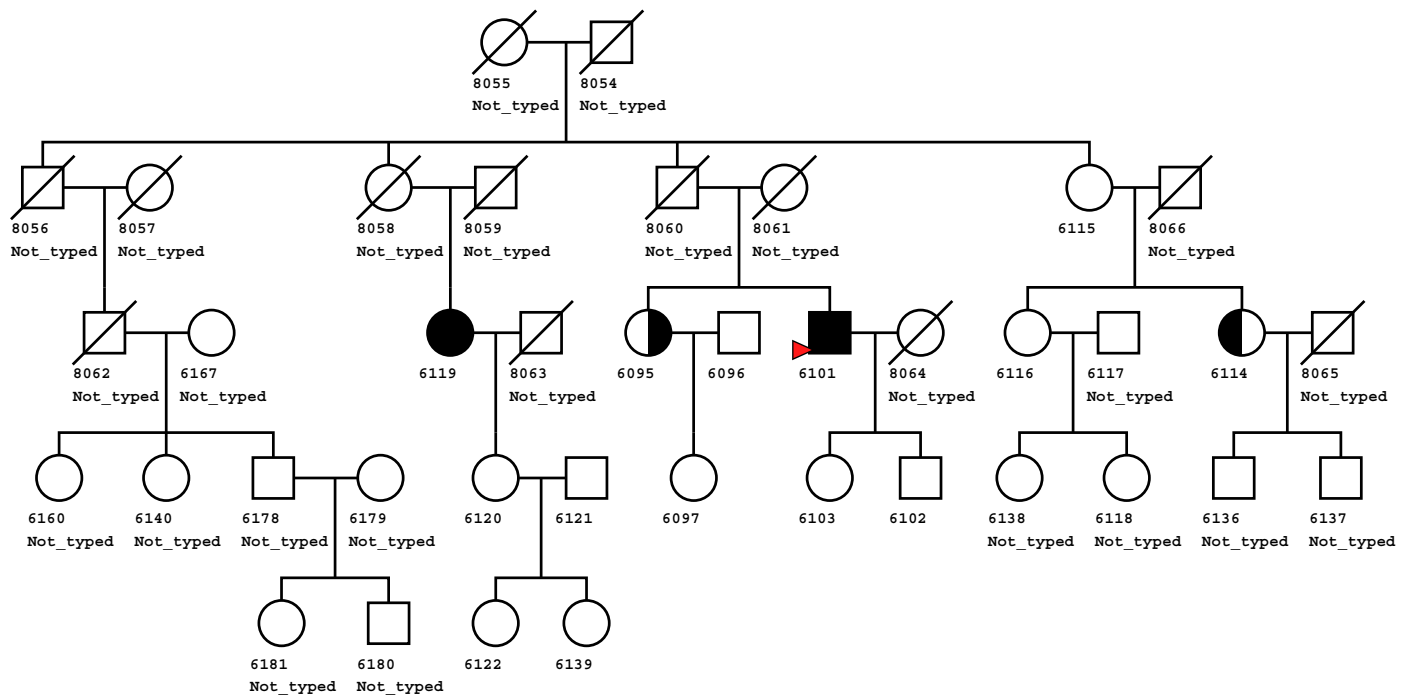 8055 8054
Not_typed Not_typed
8056 8057 8058 8059 8060 8061 6115 8066
Not_typed Not_typed Not_typed Not_typed Not_typed Not_typed Not_typed
8062 6167 6119 8063 6095 6096 6101 8064 6116 6117 6114 8065
Not_typed Not_typed Not_typed Not_typed Not_typed Not_typed
6160 6140 6178 6179 6120 6121 6097 6103 6102 6138 6118 6136 6137
Not_typed Not_typed Not_typed Not_typed Not_typed Not_typed Not_typed Not_typed
6181 6180 6122 6139
Not_typed Not_typed